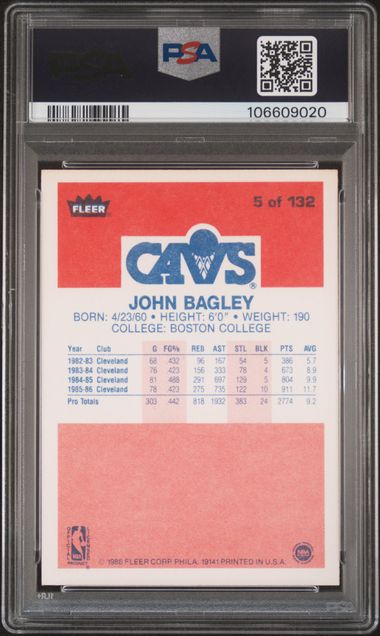 PSA
106609020
FLEER
5 of 132
CAVS
®
JOHN BAGLEY
BORN: 4/23/60 • HEIGHT: 6'0" • WEIGHT: 190
COLLEGE: BOSTON COLLEGE
Year Club G FG% REB AST STL BLK PTS AVG
1982-83 Cleveland 68 .432 96 167 54 5 386 5.7
1983-84 Cleveland 76 .423 156 333 78 4 673 8.9
1984-85 Cleveland 81 .488 291 697 129 5 804 9.9
1985-86 Cleveland 78 .423 275 735 122 10 911 11.7
Pro Totals 303 .442 818 1932 383 24 2774 9.2
NBA
PRODUCT
© 1986 FLEER CORP. PHILA. 19141 PRINTED IN U.S.A.
NBA